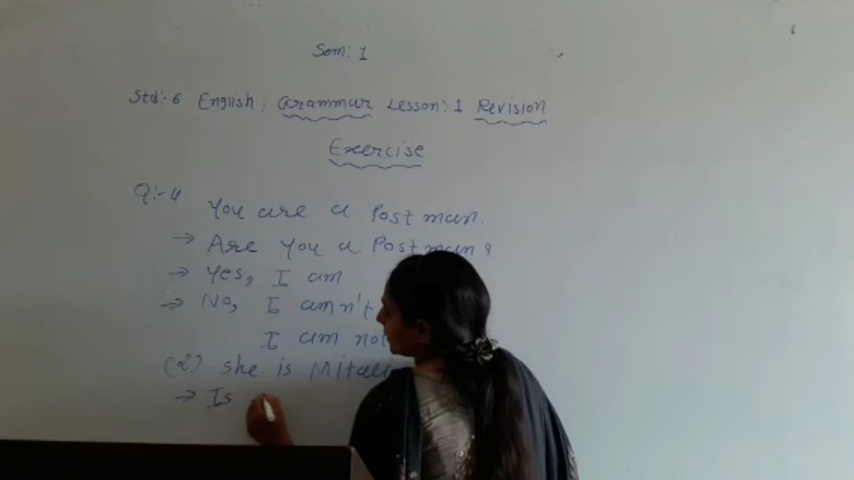 Sem: 1
Std:- 6 English: Grammar Lesson: 1 Revision
Exercise
Q:- 4 You are a Postman.
→ Are you a Postman?
→ Yes, I am
→ No, I amn't
I am not
(2) She is Mitali
→ Is